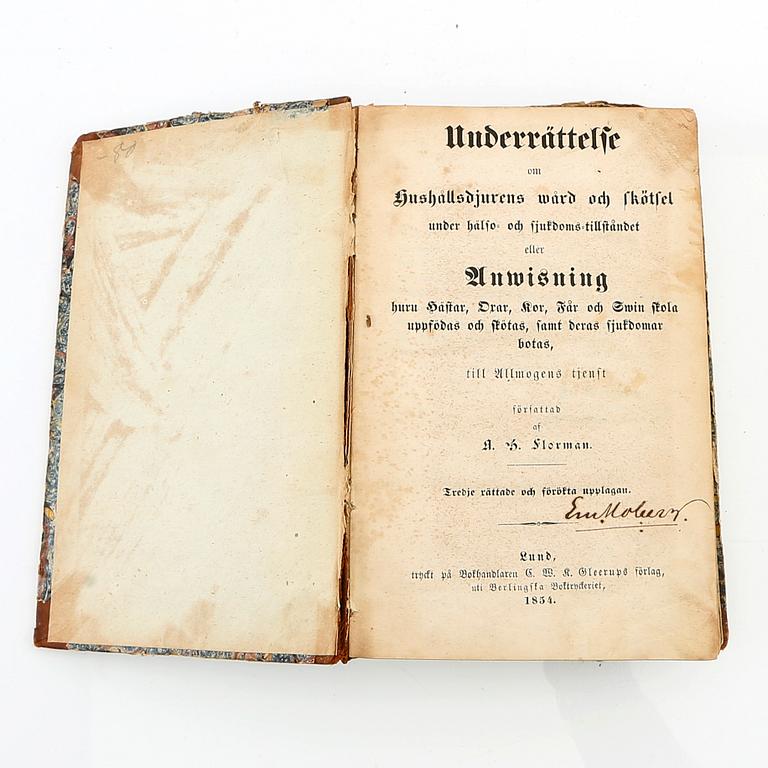 Underrättelse
om
Hushållsdjurens wård och skötsel
under hälso- och sjukdoms-tillståndet
eller
Anwisning
huru Hästar, Oxar, Kor, Får och Swin skola
uppfödas och skötas, samt deras sjukdomar
botas,
till Allmogens tjenst
författad
af
A. H. Florman.
Tredje rättade och förökta upplagan.
Em Moberg.
Lund,
tryckt på Bokhandlaren C. W. K. Gleerups förlag,
uti Berlingska Boktryckeriet,
1854.